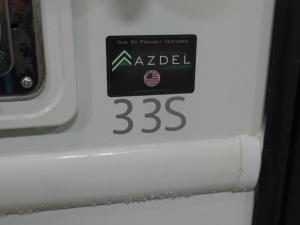 THIS RV PROUDLY FEATURES
AZDEL
33S